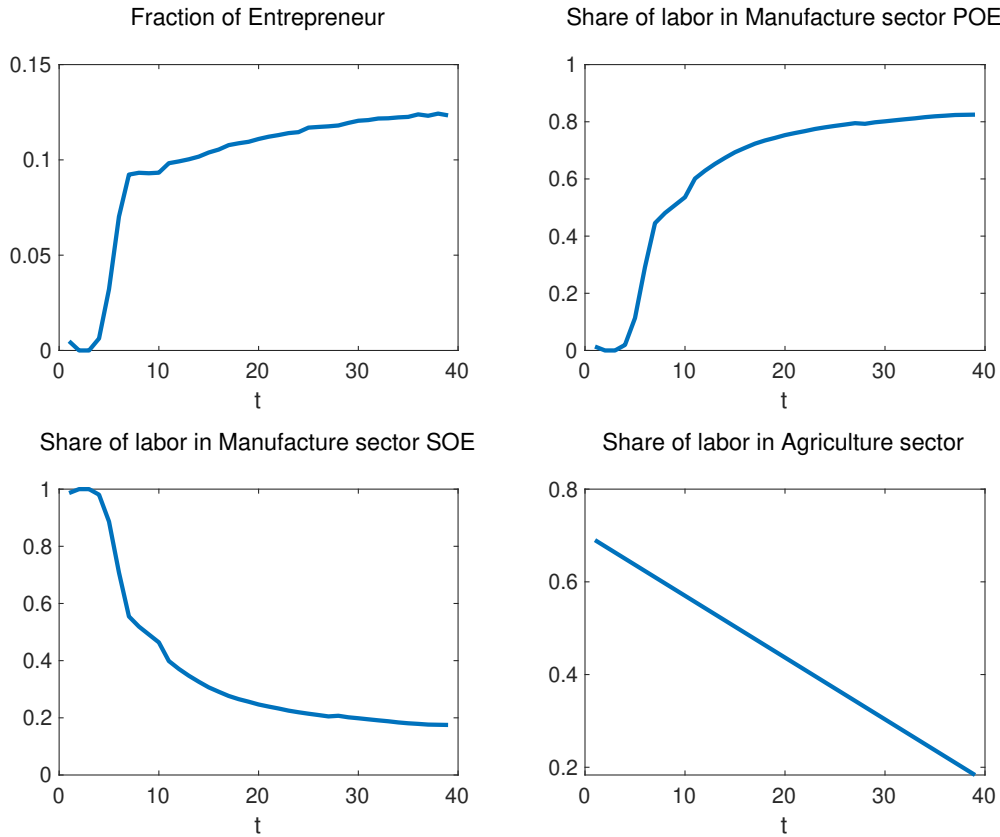 Fraction of Entrepreneur
0.15
0.1
0.05
0
0 10 20 30 40
t
Share of labor in Manufacture sector POE
1
0.8
0.6
0.4
0.2
0
0 10 20 30 40
t
Share of labor in Manufacture sector SOE
1
0.8
0.6
0.4
0.2
0
0 10 20 30 40
t
Share of labor in Agriculture sector
0.8
0.6
0.4
0.2
0 10 20 30 40
t